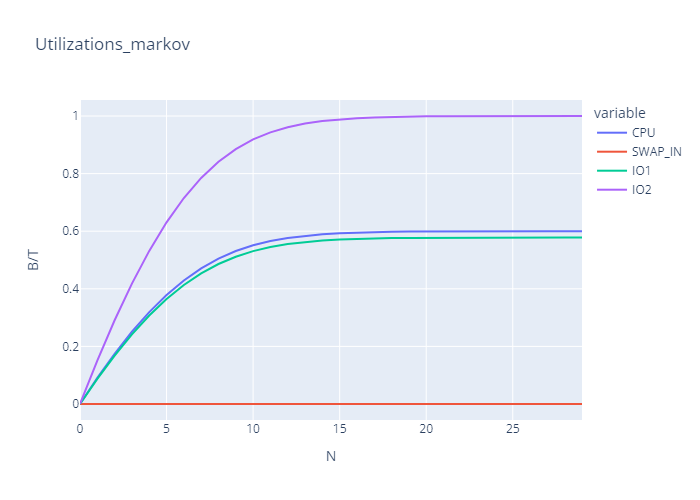 Utilizations_markov
variable
CPU
SWAP_IN
IO1
IO2
B/T
1
0.8
0.6
0.4
0.2
0
0 5 10 15 20 25
N